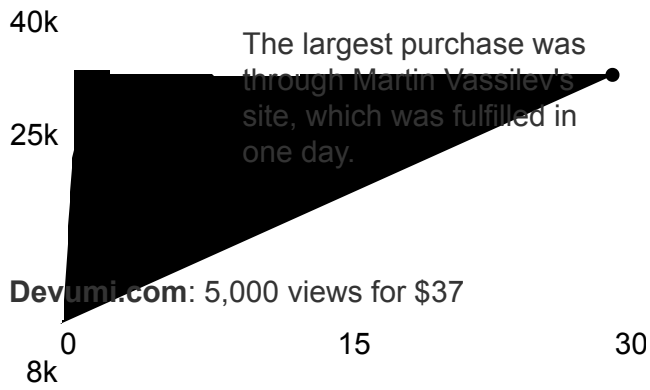 40k
The largest purchase was
through Martin Vassilev's
site, which was fulfilled in
25k
one day.
Devumi.com: 5,000 views for $37
0 15 30
8k